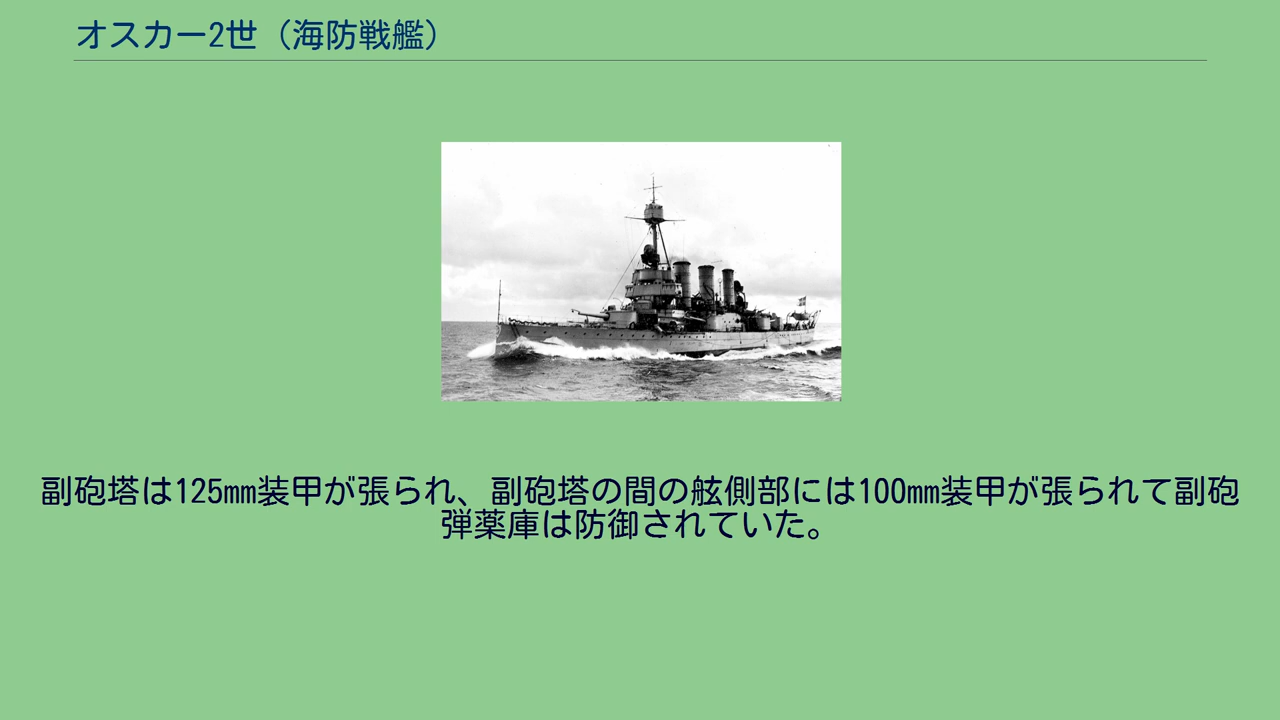 オスカー2世（海防戦艦）
副砲塔は125mm装甲が張られ、副砲塔の間の舷側部には100mm装甲が張られて副砲
弾薬庫は防御されていた。